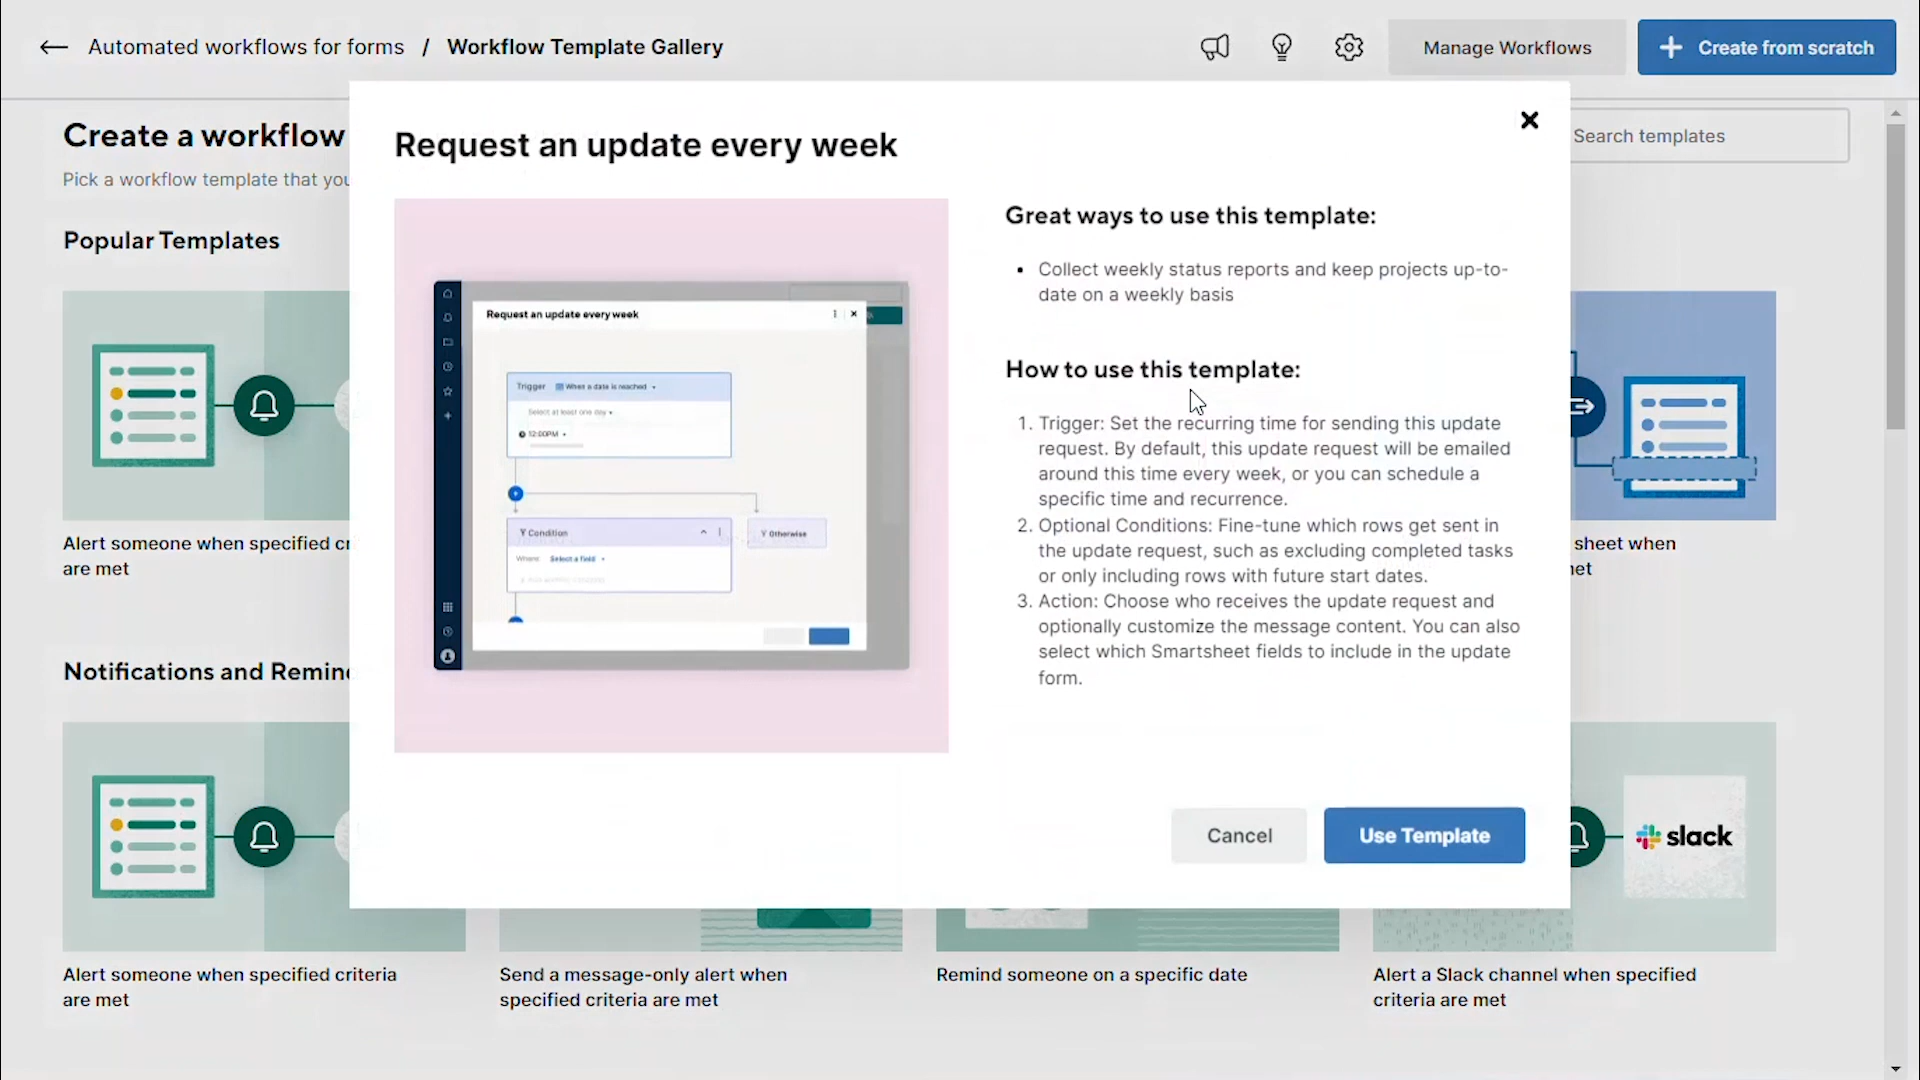 Automated workflows for forms / Workflow Template Gallery
Manage Workflows
Create from scratch
Create a workflow
Search templates
Pick a workflow template that you
Popular Templates
Alert someone when specified cr
are met
sheet when
Notifications and Remin
Request an update every week
Request an update every week
Trigger When a date is reached
Select at least one day
12:00PM
Condition
Otherwise
Where: Select a field
Great ways to use this template:
• Collect weekly status reports and keep projects up-to-
date on a weekly basis
How to use this template:
1. Trigger: Set the recurring time for sending this update
request. By default, this update request will be emailed
around this time every week, or you can schedule a
specific time and recurrence.
2. Optional Conditions: Fine-tune which rows get sent in
the update request, such as excluding completed tasks
or only including rows with future start dates.
3. Action: Choose who receives the update request and
optionally customize the message content. You can also
select which Smartsheet fields to include in the update
form.
Cancel
Use Template
slack
Alert someone when specified criteria
are met
Send a message-only alert when
specified criteria are met
Remind someone on a specific date
Alert a Slack channel when specified
criteria are met